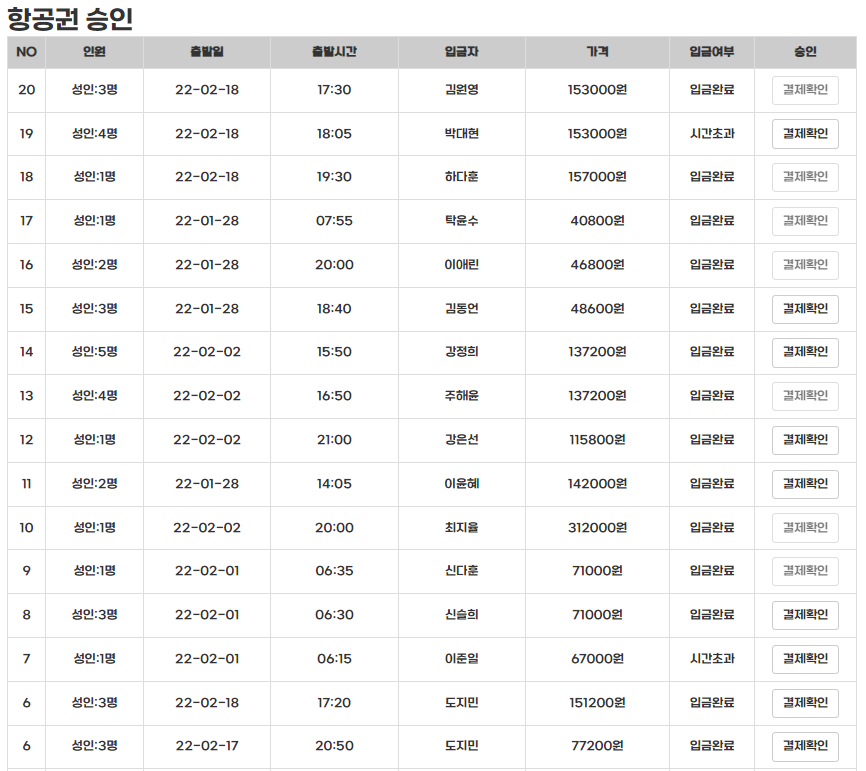 항공권 승인
NO 인원 출발일 출발시간 입금자 가격 입금여부 승인
20 성인:3명 22-02-18 17:30 김원영 153000원 입금완료 결제확인
19 성인:4명 22-02-18 18:05 박대현 153000원 시간초과 결제확인
18 성인:1명 22-02-18 19:30 하다훈 157000원 입금완료 결제확인
17 성인:1명 22-01-28 07:55 탁윤수 40800원 입금완료 결제확인
16 성인:2명 22-01-28 20:00 이애린 46800원 입금완료 결제확인
15 성인:3명 22-01-28 18:40 김동언 48600원 입금완료 결제확인
14 성인:5명 22-02-02 15:50 강정희 137200원 입금완료 결제확인
13 성인:4명 22-02-02 16:50 주해윤 137200원 입금완료 결제확인
12 성인:1명 22-02-02 21:00 강은선 115800원 입금완료 결제확인
11 성인:2명 22-01-28 14:05 이윤혜 142000원 입금완료 결제확인
10 성인:1명 22-02-02 20:00 최지율 312000원 입금완료 결제확인
9 성인:1명 22-02-01 06:35 신다훈 71000원 입금완료 결제확인
8 성인:3명 22-02-01 06:30 신슬희 71000원 입금완료 결제확인
7 성인:1명 22-02-01 06:15 이준일 67000원 시간초과 결제확인
6 성인:3명 22-02-18 17:20 도지민 151200원 입금완료 결제확인
6 성인:3명 22-02-17 20:50 도지민 77200원 입금완료 결제확인